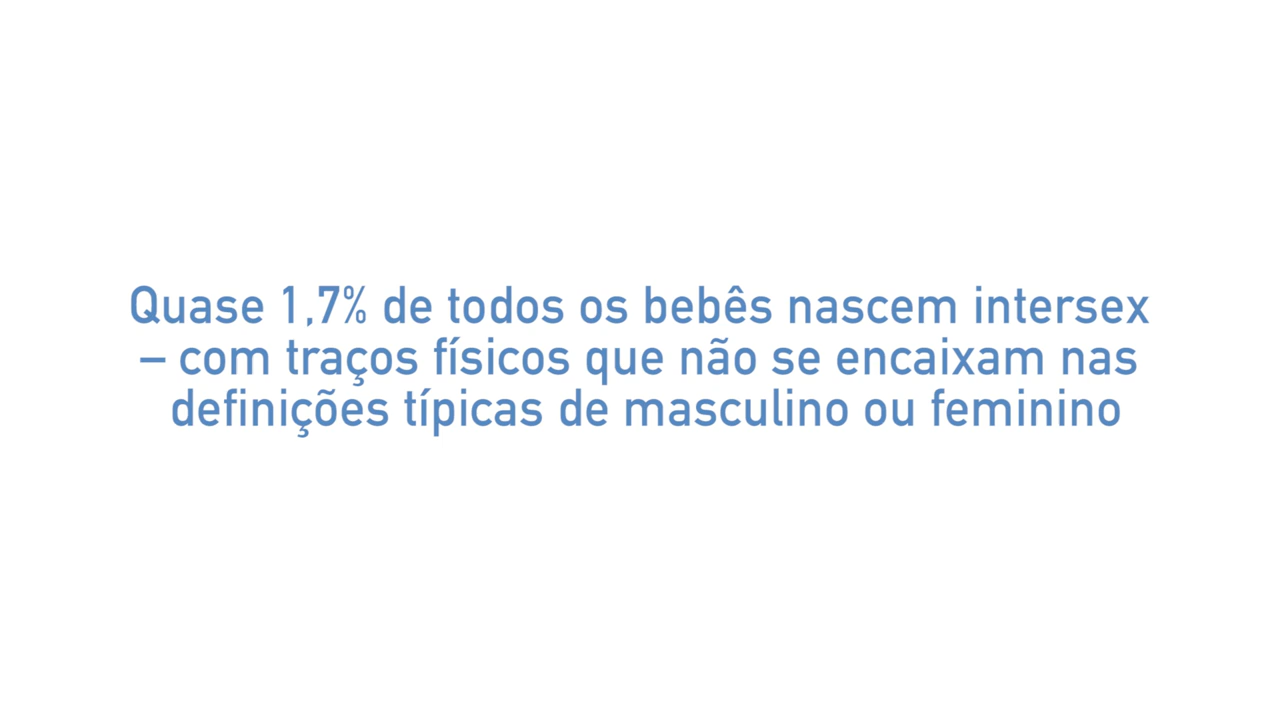 Quase 1,7% de todos os bebês nascem intersex
– com traços físicos que não se encaixam nas
definições típicas de masculino ou feminino